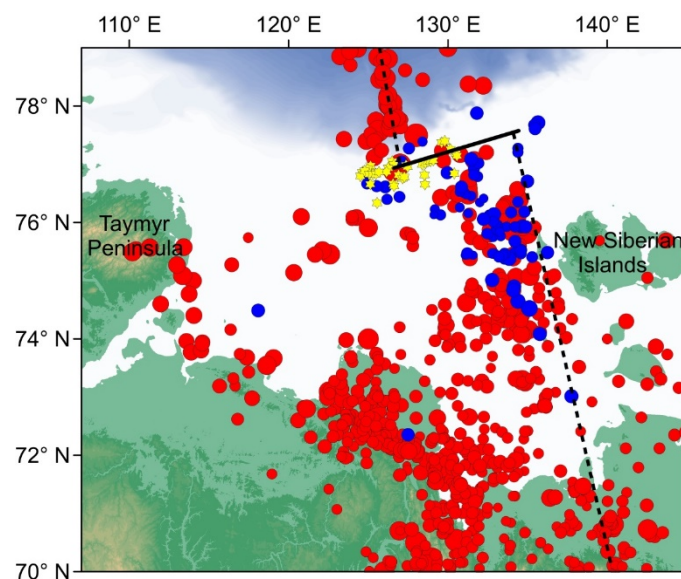 110° E 120° E 130° E 140° E
78° N
76° N
Taymyr
Peninsula
New Siberian
Islands
74° N
72° N
70° N